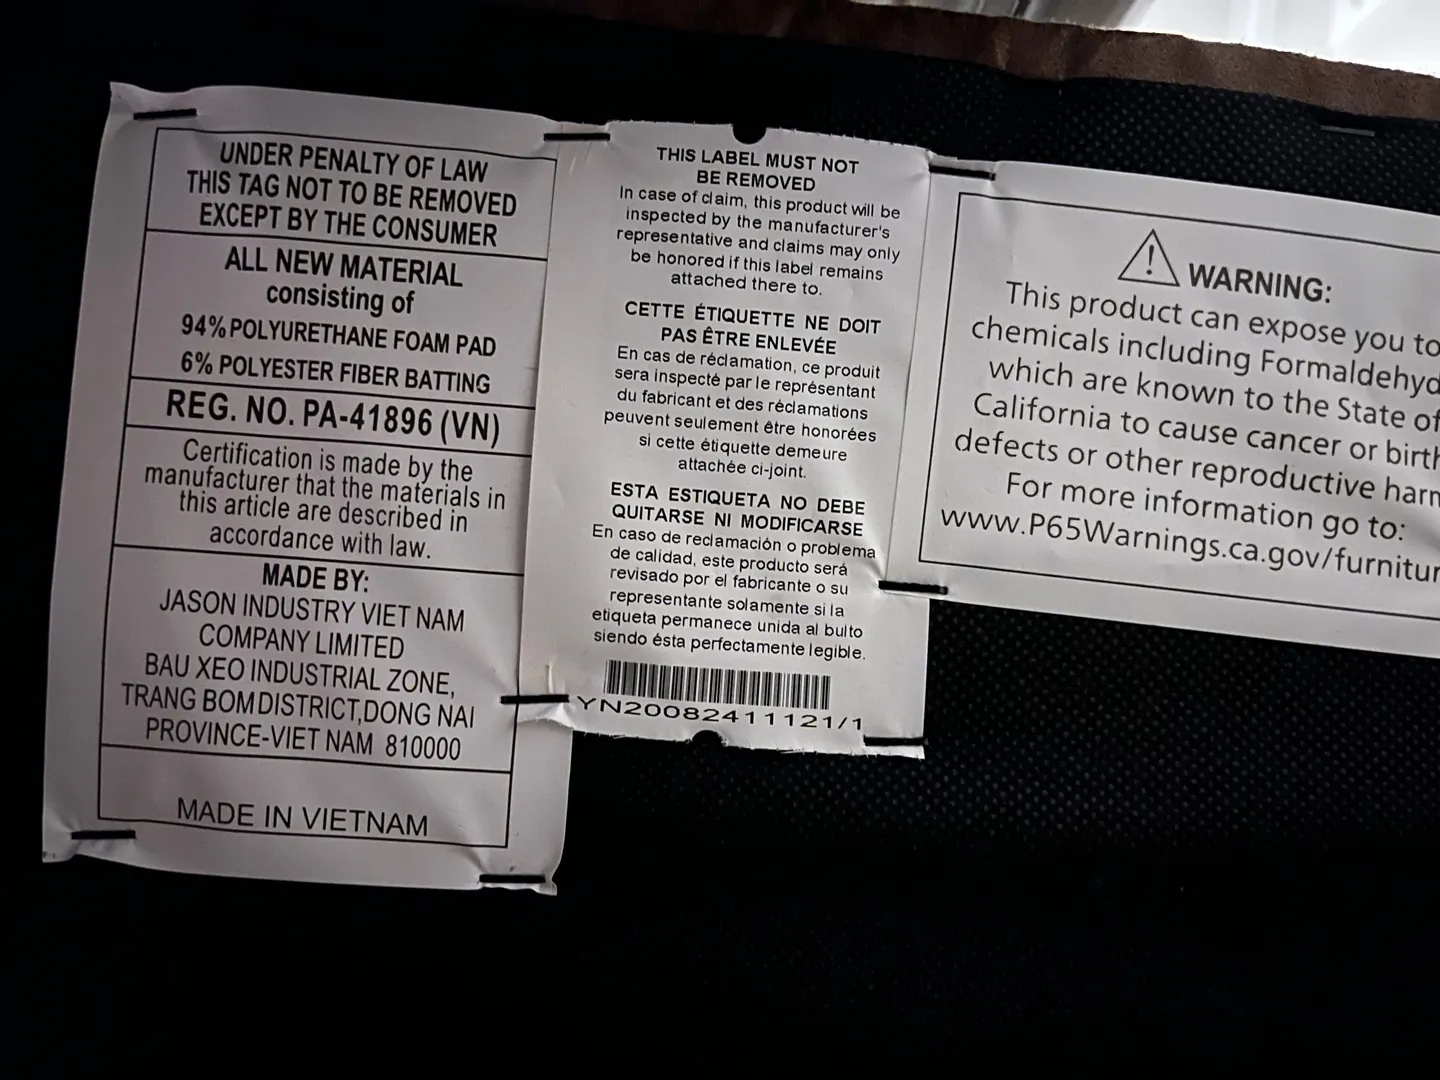 UNDER PENALTY OF LAW
THIS TAG NOT TO BE REMOVED
EXCEPT BY THE CONSUMER
ALL NEW MATERIAL
consisting of
94% POLYURETHANE FOAM PAD
6% POLYESTER FIBER BATTING
REG. NO. PA-41896 (VN)
Certification is made by the
manufacturer that the materials in
this article are described in
accordance with law.
MADE BY:
JASON INDUSTRY VIET NAM
COMPANY LIMITED
BAU XEO INDUSTRIAL ZONE,
TRANG BOM DISTRICT,DONG NAI
PROVINCE-VIET NAM 810000
MADE IN VIETNAM
THIS LABEL MUST NOT
BE REMOVED
In case of claim, this product will be
inspected by the manufacturer's
representative and claims may only
be honored if this label remains
attached there to.
CETTE ÉTIQUETTE NE DOIT
PAS ÊTRE ENLEVÉE
En cas de réclamation, ce produit
sera inspecté par le représentant
du fabricant et des réclamations
peuvent seulement être honorées
si cette étiquette demeure
attachée ci-joint.
ESTA ESTIQUETA NO DEBE
QUITARSE NI MODIFICARSE
En caso de reclamación o problema
de calidad, este producto será
revisado por el fabricante o su
representante solamente si la
etiqueta permanece unida al bulto
siendo ésta perfectamente legible.
YN20082411121/1
WARNING:
This product can expose you to
chemicals including Formaldehyd
which are known to the State of
California to cause cancer or birth
defects or other reproductive harm
For more information go to:
www.P65Warnings.ca.gov/furnitur